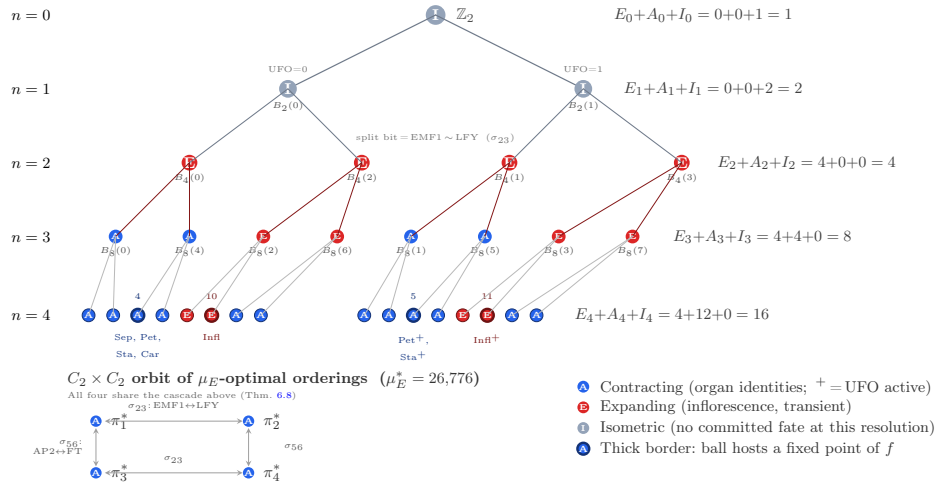 n = 0 I ℤ₂ E₀+A₀+I₀ = 0+0+1 = 1
UFO=0 UFO=1
n = 1 I I E₁+A₁+I₁ = 0+0+2 = 2
B₂(0) B₂(1)
split bit = EMF1 ∼ LFY (σ₂₃)
n = 2 E E E E E₂+A₂+I₂ = 4+0+0 = 4
B₄(0) B₄(2) B₄(1) B₄(3)
n = 3 A A E E A A E E E₃+A₃+I₃ = 4+4+0 = 8
B₈(0) B₈(4) B₈(2) B₈(6) B₈(1) B₈(5) B₈(3) B₈(7)
4 10 5 11
n = 4 A A A A E E A A A A A A E E A A E₄+A₄+I₄ = 4+12+0 = 16
Sep, Pet, Infl Pet⁺, Infl⁺
Sta, Car Sta⁺
C₂ × C₂ orbit of μ_E-optimal orderings (μ*_E = 26,776)
All four share the cascade above (Thm. 6.8)
σ₂₃: EMF1↔LFY
A π*₁ A π*₂
σ₅₆: σ₅₆
AP2↔FT
σ₂₃
A π*₃ A π*₄
A Contracting (organ identities; ⁺ = UFO active)
E Expanding (inflorescence, transient)
I Isometric (no committed fate at this resolution)
A Thick border: ball hosts a fixed point of f